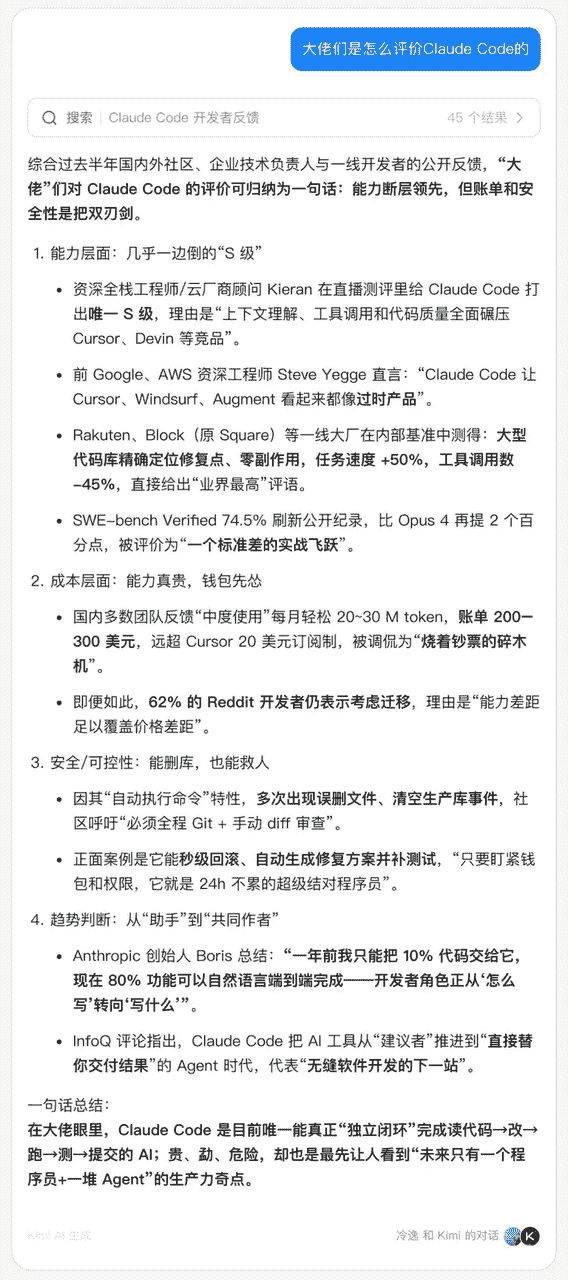 大佬们是怎么评价Claude Code的
搜索 | Claude Code 开发者反馈 45 个结果
综合过去半年国内外社区、企业技术负责人与一线开发者的公开反馈，“大
佬”们对 Claude Code 的评价可归纳为一句话：能力断层领先，但账单和安
全性是把双刃剑。
1. 能力层面：几乎一边倒的“S 级”
• 资深全栈工程师/云厂商顾问 Kieran 在直播测评里给 Claude Code 打
出唯一 S 级，理由是“上下文理解、工具调用和代码质量全面碾压
Cursor、Devin 等竞品”。
• 前 Google、AWS 资深工程师 Steve Yegge 直言：“Claude Code 让
Cursor、Windsurf、Augment 看起来都像过时产品”。
• Rakuten、Block（原 Square）等一线大厂在内部基准中测得：大型
代码库精确定位修复点、零副作用，任务速度 +50%，工具调用数
-45%，直接给出“业界最高”评语。
• SWE-bench Verified 74.5% 刷新公开纪录，比 Opus 4 再提 2 个百
分点，被评价为“一个标准差的实战飞跃”。
2. 成本层面：能力真贵，钱包先怂
• 国内多数团队反馈“中度使用”每月轻松 20~30 M token，账单 200–
300 美元，远超 Cursor 20 美元订阅制，被调侃为“烧着钞票的碎木
机”。
• 即便如此，62% 的 Reddit 开发者仍表示考虑迁移，理由是“能力差距
足以覆盖价格差距”。
3. 安全/可控性：能删库，也能救人
• 因其“自动执行命令”特性，多次出现误删文件、清空生产库事件，社
区呼吁“必须全程 Git + 手动 diff 审查”。
• 正面案例是它能秒级回滚、自动生成修复方案并补测试，“只要盯紧钱
包和权限，它就是 24h 不累的超级结对程序员”。
4. 趋势判断：从“助手”到“共同作者”
• Anthropic 创始人 Boris 总结：“一年前我只能把 10% 代码交给它，
现在 80% 功能可以自然语言端到端完成——开发者角色正从‘怎么
写’转向‘写什么’”。
• InfoQ 评论指出，Claude Code 把 AI 工具从“建议者”推进到“直接替
你交付结果”的 Agent 时代，代表“无缝软件开发的下一站”。
一句话总结：
在大佬眼里，Claude Code 是目前唯一能真正“独立闭环”完成读代码→改→
跑→测→提交的 AI；贵、勐、危险，却也是最先让人看到“未来只有一个程
序员+一堆 Agent”的生产力奇点。
Kimi AI 生成 冷逸 和 Kimi 的对话 K